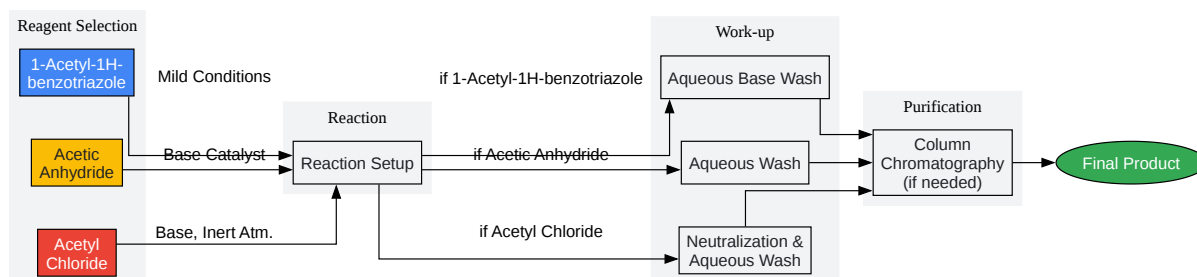 Reagent Selection
1-Acetyl-1H-
benzotriazole
Acetic
Anhydride
Acetyl
Chloride
Mild Conditions
Base Catalyst
Base, Inert Atm.
Reaction
Reaction Setup
if 1-Acetyl-1H-benzotriazole
if Acetic Anhydride
if Acetyl Chloride
Work-up
Aqueous Base Wash
Aqueous Wash
Neutralization &
Aqueous Wash
Purification
Column
Chromatography
(if needed)
Final Product